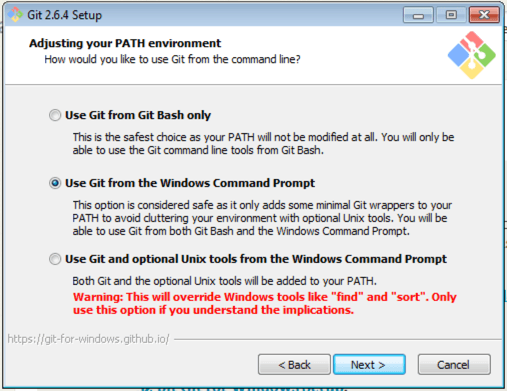 Git 2.6.4 Setup
Adjusting your PATH environment
How would you like to use Git from the command line?
Use Git from Git Bash only
This is the safest choice as your PATH will not be modified at all. You will only be
able to use the Git command line tools from Git Bash.
Use Git from the Windows Command Prompt
This option is considered safe as it only adds some minimal Git wrappers to your
PATH to avoid cluttering your environment with optional Unix tools. You will be
able to use Git from both Git Bash and the Windows Command Prompt.
Use Git and optional Unix tools from the Windows Command Prompt
Both Git and the optional Unix tools will be added to your PATH.
Warning: This will override Windows tools like "find" and "sort". Only
use this option if you understand the implications.
https://git-for-windows.github.io/
< Back
Next >
Cancel